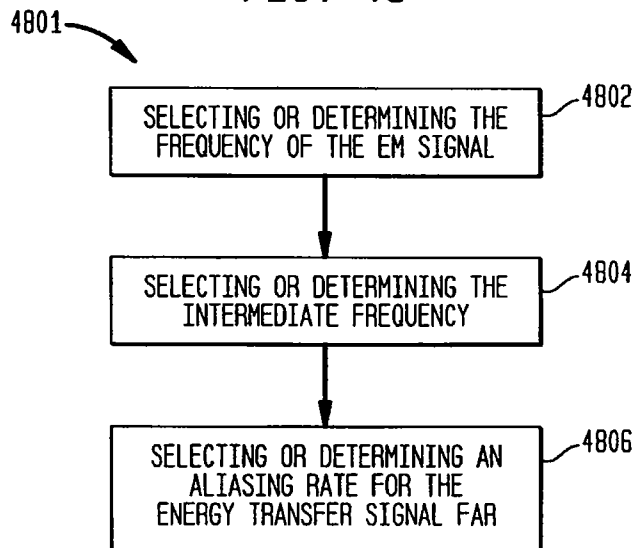 4801
4802
SELECTING OR DETERMINING THE
FREQUENCY OF THE EM SIGNAL
4804
SELECTING OR DETERMINING THE
INTERMEDIATE FREQUENCY
4806
SELECTING OR DETERMINING AN
ALIASING RATE FOR THE
ENERGY TRANSFER SIGNAL FAR